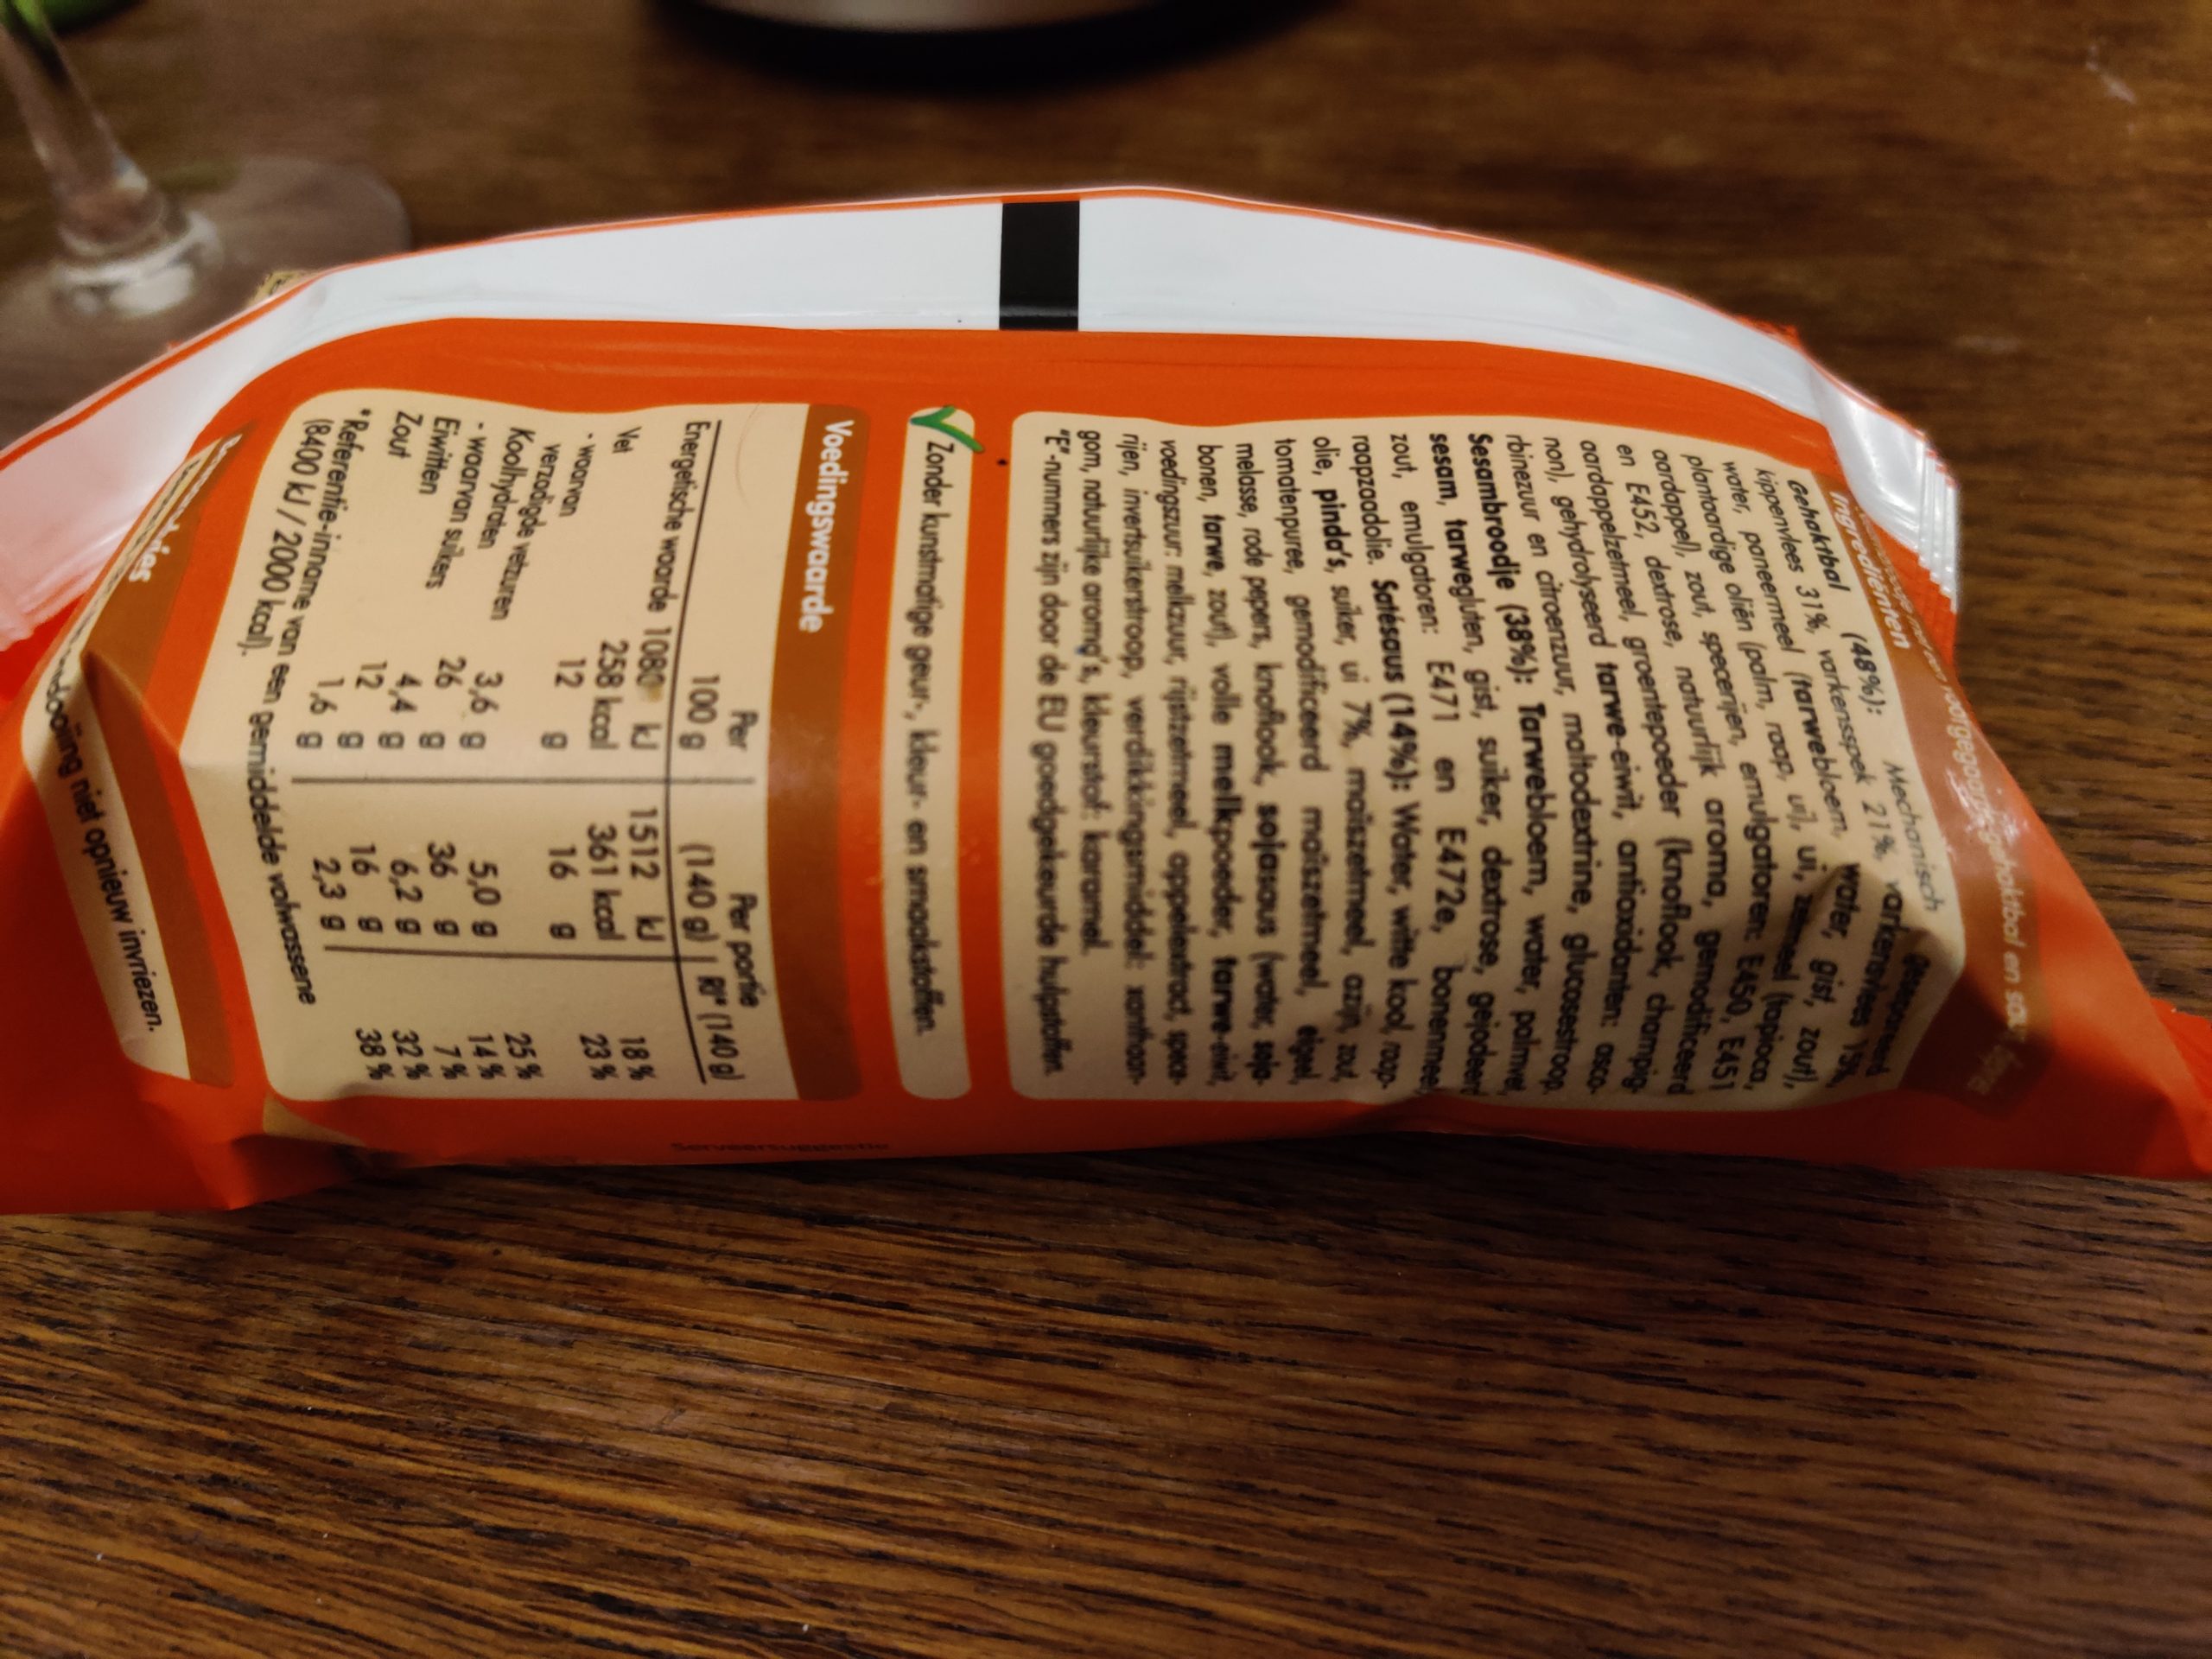 Ingrediënten
Gehaktbal (48%): Mechanisch gesepareerd
kippenvlees 31%, varkensspek 21%, varkensvlees 15%,
water, paneermeel (tarwebloem, water, gist, zout),
plantaardige oliën (palm, raap, ui), ui, zetmeel (tapioca,
aardappel), zout, specerijen, emulgatoren: E450, E451
en E452, dextrose, natuurlijk aroma, gemodificeerd
aardappelzetmeel, groentepoeder (knoflook, champig-
non), gehydrolyseerd tarwe-eiwit, antioxidanten: asco-
rbinezuur en citroenzuur, maltodextrine, glucosestroop.
Sesambroodje (38%): Tarwebloem, water, palmvet,
sesam, tarwegluten, gist, suiker, dextrose, gejodeerd
zout, emulgatoren: E471 en E472e, bonenmeel,
raapzaadolie. Satésaus (14%): Water, witte kool, raap-
olie, pinda's, suiker, ui 7%, maïszetmeel, azijn, zout,
tomatenpuree, gemodificeerd maïszetmeel, eigeel,
melasse, rode pepers, knoflook, sojasaus (water, soja-
bonen, tarwe, zout), volle melkpoeder, tarwe-eiwit,
voedingszuur: melkzuur, rijstzetmeel, appelextract, spece-
rijen, invertsuikerstroop, verdikkingsmiddel: xanthaan-
gom, natuurlijke aroma's, kleurstof: karamel.
"E"-nummers zijn door de EU goedgekeurde hulpstoffen.
Zonder kunstmatige geur-, kleur- en smaakstoffen.
Voedingswaarde
Per Per portie
100 g (140 g) RI* (140 g)
Energetische waarde 1080 kJ 1512 kJ
258 kcal 361 kcal 18 %
Vet 12 g 16 g 23 %
- waarvan
verzadigde vetzuren 3,6 g 5,0 g 25 %
Koolhydraten 26 g 36 g 14 %
- waarvan suikers 4,4 g 6,2 g 7 %
Eiwitten 12 g 16 g 32 %
Zout 1,6 g 2,3 g 38 %
*Referentie-inname van een gemiddelde volwassene
(8400 kJ / 2000 kcal).
niet opnieuw invriezen.
Serveersuggestie